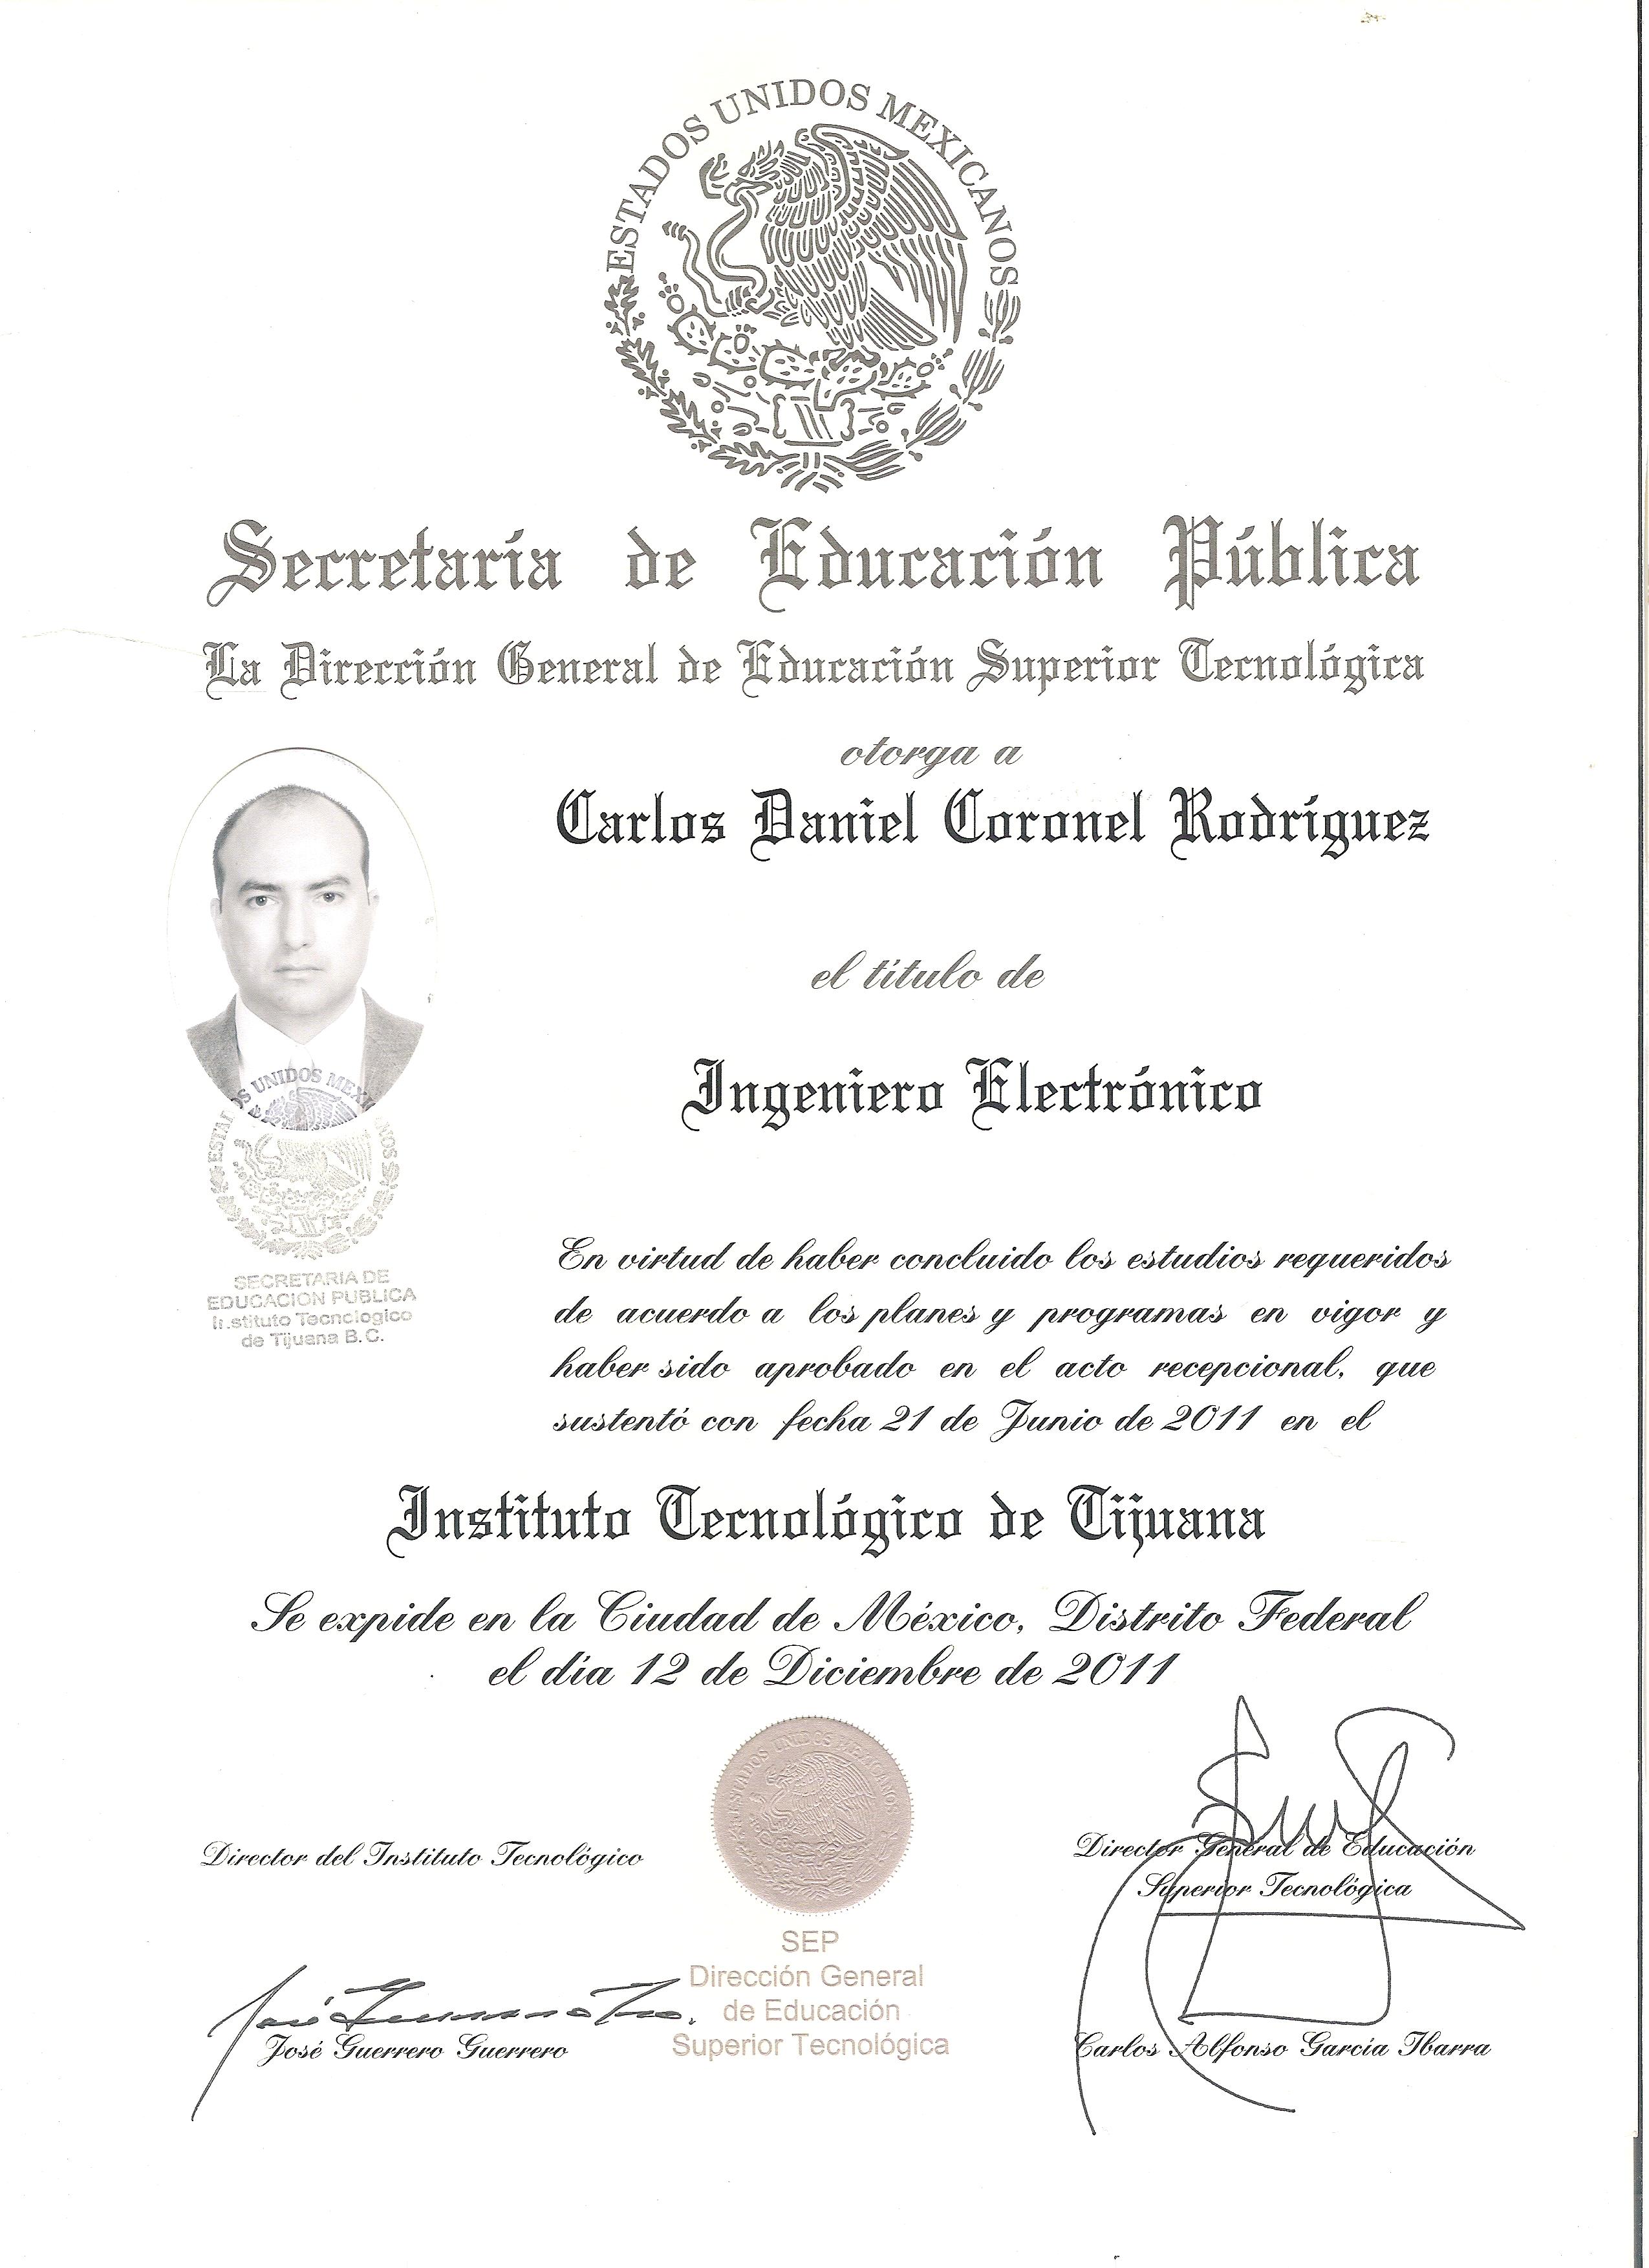 ESTADOS UNIDOS MEXICANOS
Secretaría de Educación Pública
La Dirección General de Educación Superior Tecnológica
otorga a
Carlos Daniel Coronel Rodríguez
el título de
Ingeniero Electrónico
ESTADOS UNIDOS MEXICANOS
SECRETARIA DE
EDUCACION PUBLICA
Instituto Tecnologico
de Tijuana B.C.
En virtud de haber concluido los estudios requeridos
de acuerdo a los planes y programas en vigor y
haber sido aprobado en el acto recepcional, que
sustentó con fecha 21 de Junio de 2011 en el
Instituto Tecnológico de Tijuana
Se expide en la Ciudad de México, Distrito Federal
el día 12 de Diciembre de 2011
ESTADOS UNIDOS MEXICANOS
Director del Instituto Tecnológico
Director General de Educación
Superior Tecnológica
SEP
Dirección General
de Educación
Superior Tecnológica
José Guerrero Guerrero
Carlos Alfonso García Ibarra